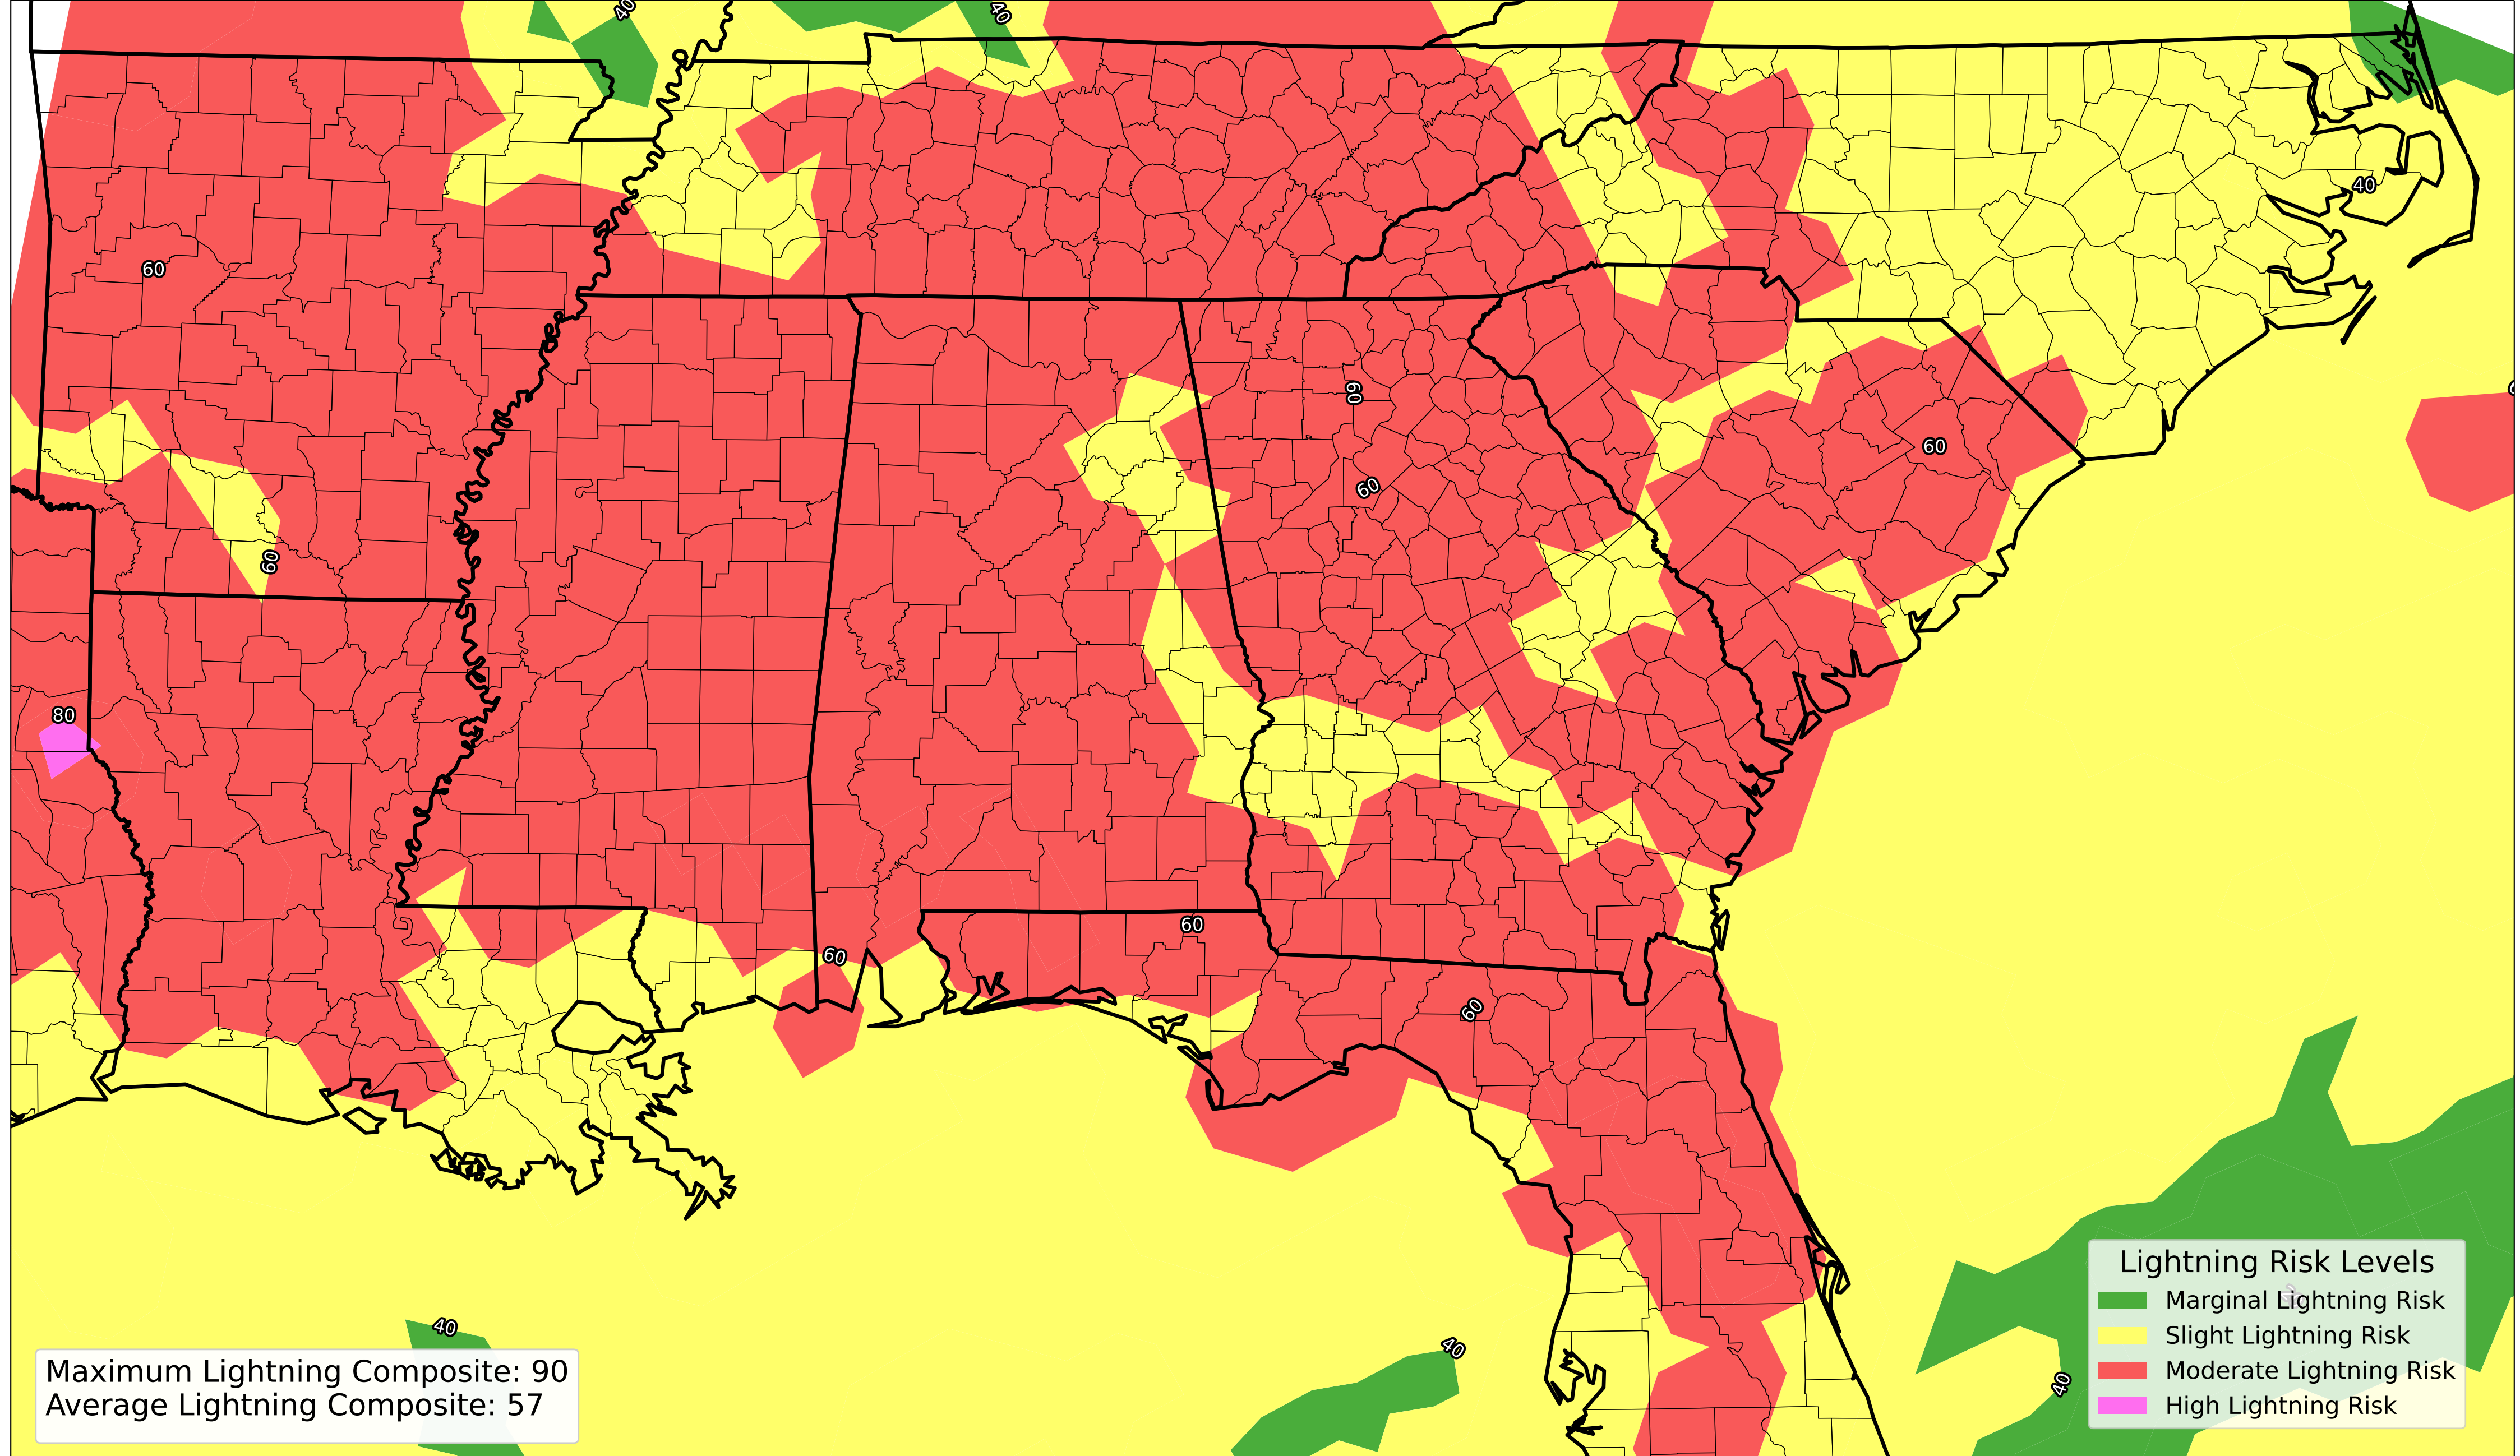 40
40
40
60
60
60
60
60
80
60
60
60
40
40
40
Maximum Lightning Composite: 90
Average Lightning Composite: 57
Lightning Risk Levels
Marginal Lightning Risk
Slight Lightning Risk
Moderate Lightning Risk
High Lightning Risk